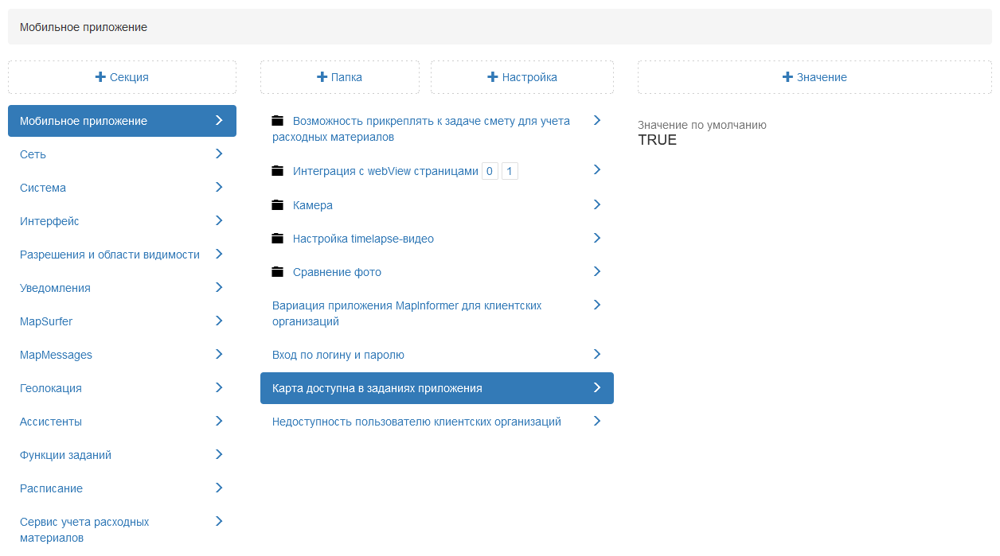 Мобильное приложение
Секция
Папка
Настройка
Значение
Мобильное приложение
Сеть
Система
Интерфейс
Разрешения и области видимости
Уведомления
MapSurfer
MapMessages
Геолокация
Ассистенты
Функции заданий
Расписание
Сервис учета расходных
материалов
Возможность прикреплять к задаче смету для учета
расходных материалов
Интеграция с webView страницами 0 1
Камера
Настройка timelapse-видео
Сравнение фото
Вариация приложения MapInformer для клиентских
организаций
Вход по логину и паролю
Карта доступна в заданиях приложения
Недоступность пользователю клиентских организаций
Значение по умолчанию
TRUE